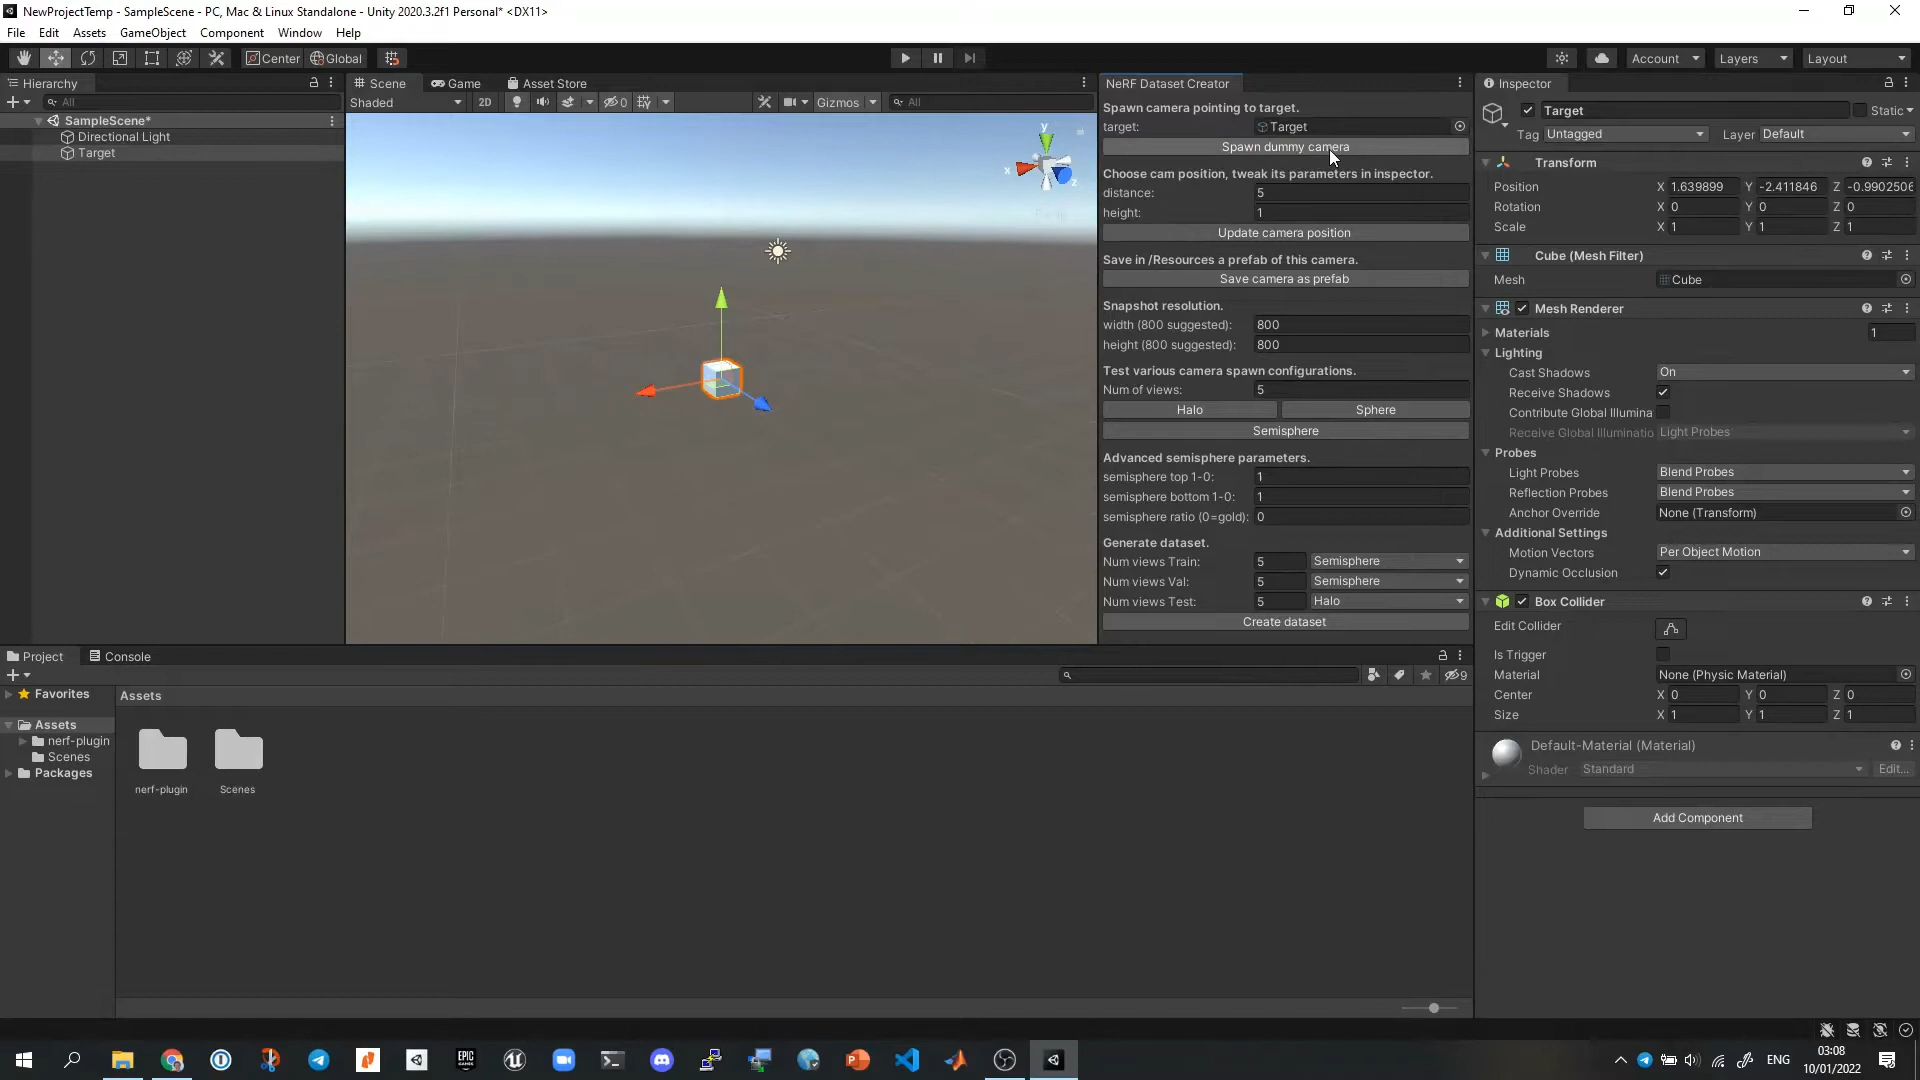 NewProjectTemp - SampleScene - PC, Mac & Linux Standalone - Unity 2020.3.2f1 Personal* <DX11>
File Edit Assets GameObject Component Window Help
Center Global Account Layers Layout
Hierarchy
All
SampleScene*
Directional Light
Target
Scene Game Asset Store
Shaded 2D 0 Gizmos All
y
x
z
NeRF Dataset Creator
Spawn camera pointing to target.
target: Target
Spawn dummy camera
Choose cam position, tweak its parameters in inspector.
distance: 5
height: 1
Update camera position
Save in /Resources a prefab of this camera.
Save camera as prefab
Snapshot resolution.
width (800 suggested): 800
height (800 suggested): 800
Test various camera spawn configurations.
Num of views: 5
Halo Sphere
Semisphere
Advanced semisphere parameters.
semisphere top 1-0: 1
semisphere bottom 1-0: 1
semisphere ratio (0=gold): 0
Generate dataset.
Num views Train: 5 Semisphere
Num views Val: 5 Semisphere
Num views Test: 5 Halo
Create dataset
Inspector
Target Static
Tag Untagged Layer Default
Transform
Position X 1.639899 Y -2.411846 Z -0.9902506
Rotation X 0 Y 0 Z 0
Scale X 1 Y 1 Z 1
Cube (Mesh Filter)
Mesh Cube
Mesh Renderer
Materials 1
Lighting
Cast Shadows On
Receive Shadows
Contribute Global Illumina
Receive Global Illuminatio Light Probes
Probes
Light Probes Blend Probes
Reflection Probes Blend Probes
Anchor Override None (Transform)
Additional Settings
Motion Vectors Per Object Motion
Dynamic Occlusion
Box Collider
Edit Collider
Is Trigger
Material None (Physic Material)
Center X 0 Y 0 Z 0
Size X 1 Y 1 Z 1
Default-Material (Material)
Shader Standard Edit...
Add Component
Project Console
9
Favorites
Assets
nerf-plugin
Scenes
Packages
Assets
nerf-plugin Scenes
EPIC GAMES
ENG
03:08
10/01/2022